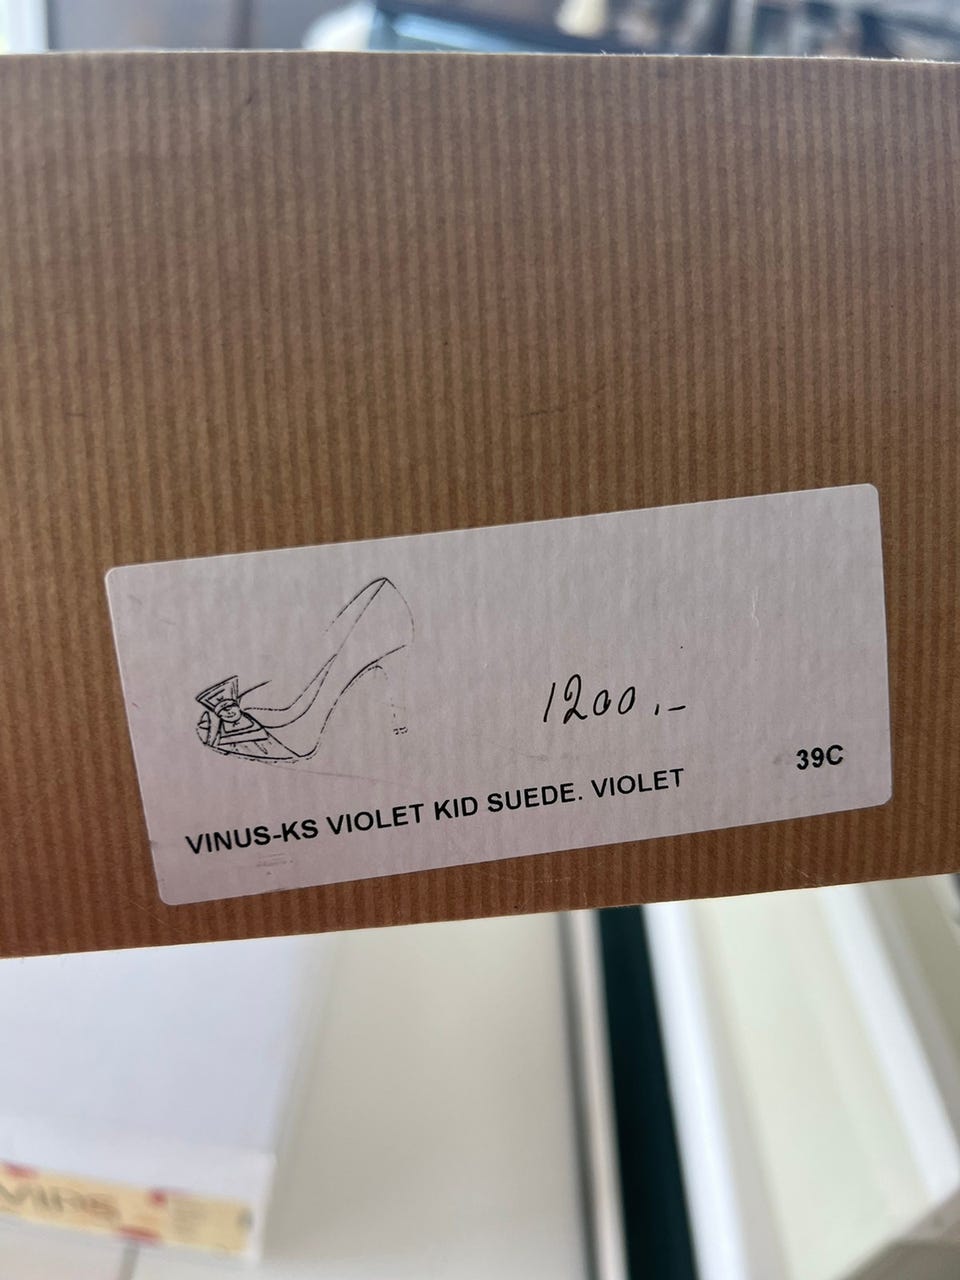 1200.-
39C
VINUS-KS VIOLET KID SUEDE. VIOLET